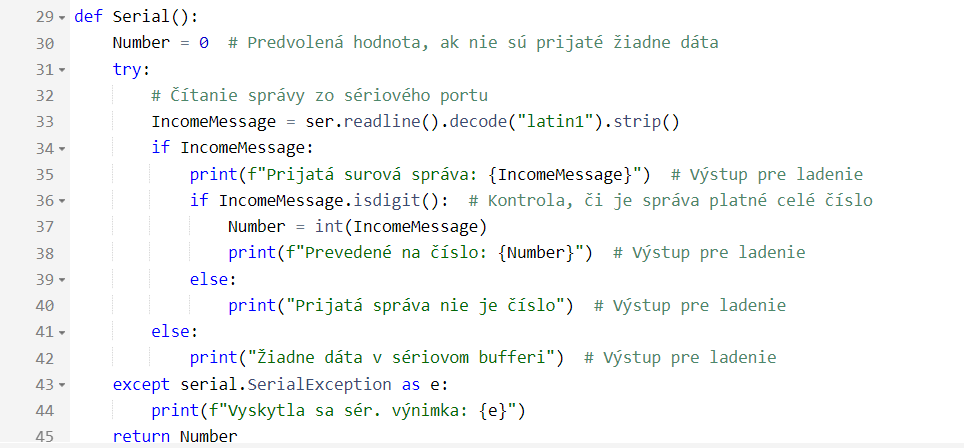 29 def Serial():
30     Number = 0  # Predvolená hodnota, ak nie sú prijaté žiadne dáta
31     try:
32         # Čítanie správy zo sériového portu
33         IncomeMessage = ser.readline().decode("latin1").strip()
34         if IncomeMessage:
35             print(f"Prijatá surová správa: {IncomeMessage}")  # Výstup pre ladenie
36             if IncomeMessage.isdigit():  # Kontrola, či je správa platné celé číslo
37                 Number = int(IncomeMessage)
38                 print(f"Prevedené na číslo: {Number}")  # Výstup pre ladenie
39             else:
40                 print("Prijatá správa nie je číslo")  # Výstup pre ladenie
41         else:
42             print("Žiadne dáta v sériovom bufferi")  # Výstup pre ladenie
43     except serial.SerialException as e:
44         print(f"Vyskytla sa sér. výnimka: {e}")
45     return Number